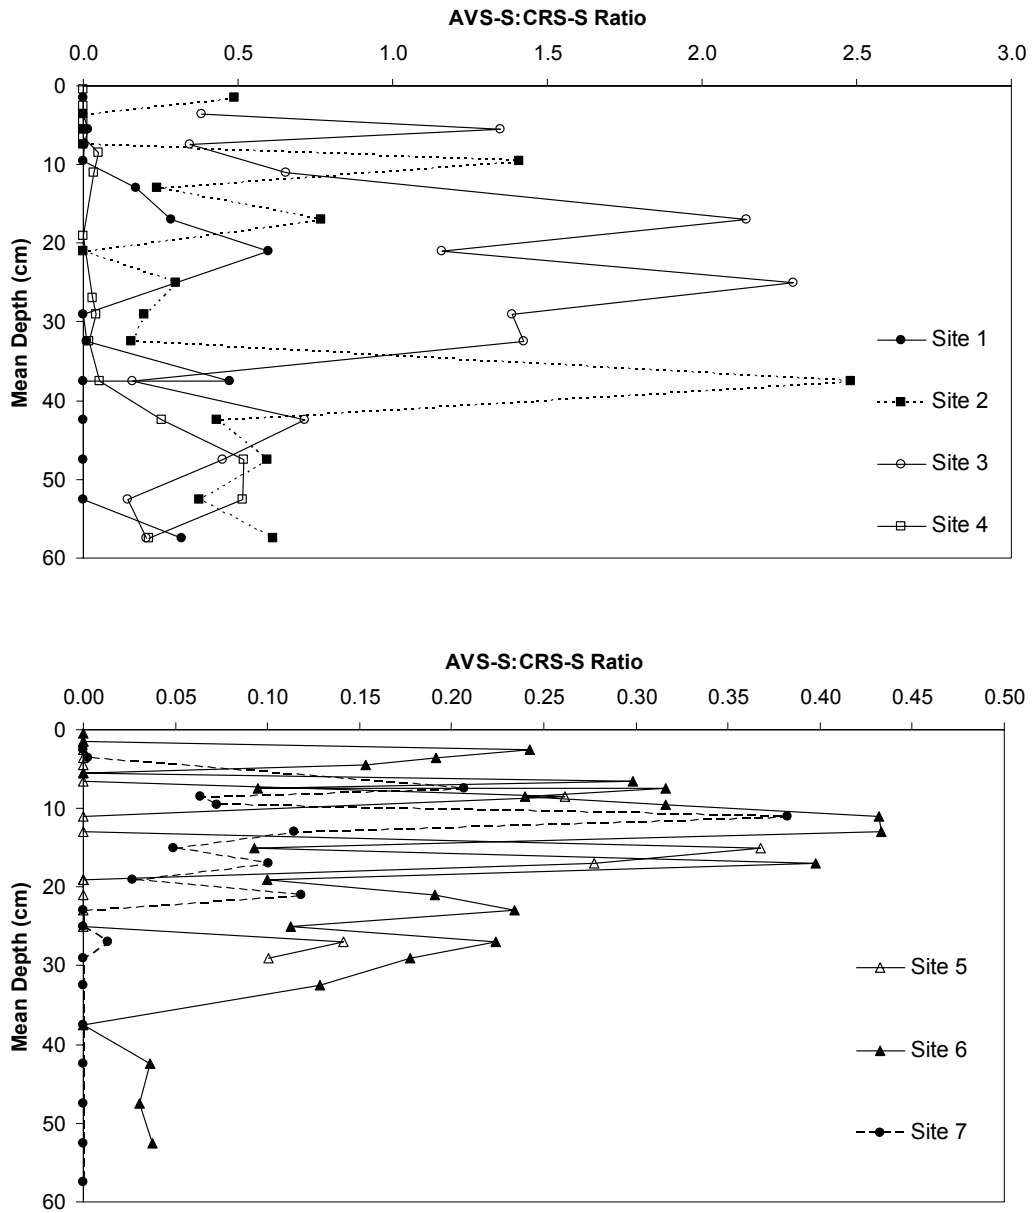 AVS-S:CRS-S Ratio
0.0 0.5 1.0 1.5 2.0 2.5 3.0
0
10
20
30
40
50
60
Mean Depth (cm)
Site 1
Site 2
Site 3
Site 4
AVS-S:CRS-S Ratio
0.00 0.05 0.10 0.15 0.20 0.25 0.30 0.35 0.40 0.45 0.50
0
10
20
30
40
50
60
Mean Depth (cm)
Site 5
Site 6
Site 7